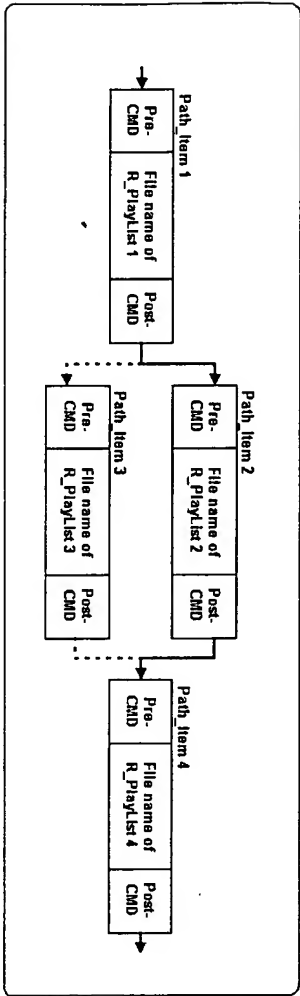 Path_Item 1
Pre-
CMD
File name of
R_PlayList 1
Post-
CMD
Path_Item 2
Pre-
CMD
File name of
R_PlayList 2
Post-
CMD
Path_Item 3
Pre-
CMD
File name of
R_PlayList 3
Post-
CMD
Path_Item 4
Pre-
CMD
File name of
R_PlayList 4
Post-
CMD